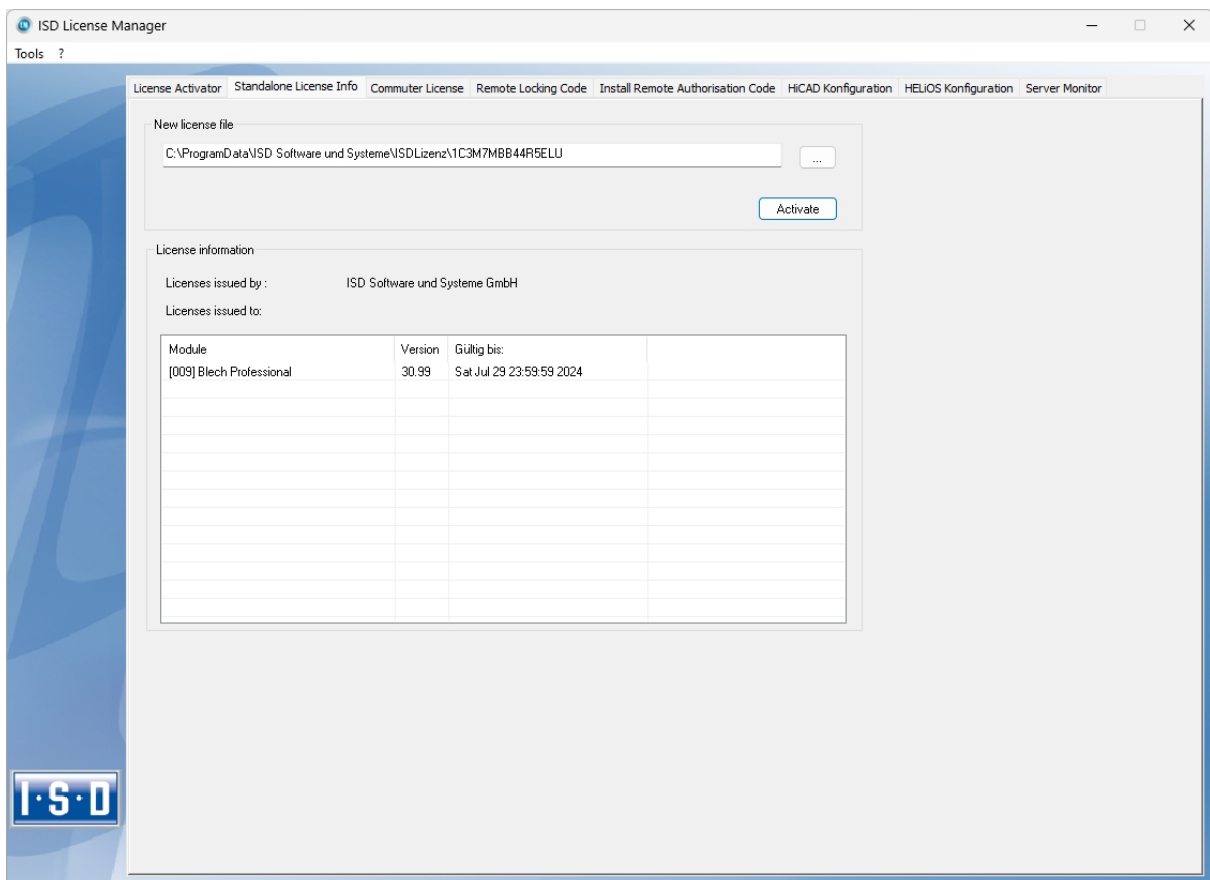 ISD License Manager
Tools ?
License Activator Standalone License Info Commuter License Remote Locking Code Install Remote Authorisation Code HiCAD Konfiguration HELiOS Konfiguration Server Monitor
New license file
C:\ProgramData\ISD Software und Systeme\ISDLizenz\1C3M7MBB44R5ELU
...
Activate
License information
Licenses issued by : ISD Software und Systeme GmbH
Licenses issued to:
Module Version Gültig bis:
[009] Blech Professional 30.99 Sat Jul 29 23:59:59 2024
I·S·D